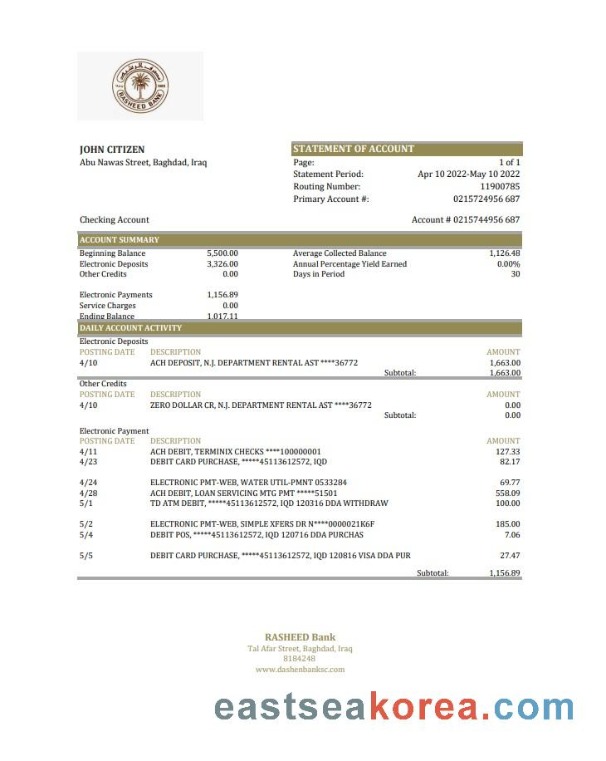 RASHEED BANK
JOHN CITIZEN
Abu Nawas Street, Baghdad, Iraq
STATEMENT OF ACCOUNT
Page: 1 of 1
Statement Period: Apr 10 2022-May 10 2022
Routing Number: 11900785
Primary Account #: 0215724956 687
Checking Account Account # 0215744956 687
ACCOUNT SUMMARY
Beginning Balance 5,500.00 Average Collected Balance 1,126.48
Electronic Deposits 3,326.00 Annual Percentage Yield Earned 0.00%
Other Credits 0.00 Days in Period 30
Electronic Payments 1,156.89
Service Charges 0.00
Ending Balance 1,017.11
DAILY ACCOUNT ACTIVITY
Electronic Deposits
POSTING DATE DESCRIPTION AMOUNT
4/10 ACH DEPOSIT, N.J. DEPARTMENT RENTAL AST ****36772 1,663.00
Subtotal: 1,663.00
Other Credits
POSTING DATE DESCRIPTION AMOUNT
4/10 ZERO DOLLAR CR, N.J. DEPARTMENT RENTAL AST ****36772 0.00
Subtotal: 0.00
Electronic Payment
POSTING DATE DESCRIPTION AMOUNT
4/11 ACH DEBIT, TERMINIX CHECKS ****100000001 127.33
4/23 DEBIT CARD PURCHASE, *****45113612572, IQD 82.17
4/24 ELECTRONIC PMT-WEB, WATER UTIL-PMNT 0533284 69.77
4/28 ACH DEBIT, LOAN SERVICING MTG PMT *****51501 558.09
5/1 TD ATM DEBIT, *****45113612572, IQD 120316 DDA WITHDRAW 100.00
5/2 ELECTRONIC PMT-WEB, SIMPLE XFERS DR N****0000021K6F 185.00
5/4 DEBIT POS, *****45113612572, IQD 120716 DDA PURCHAS 7.06
5/5 DEBIT CARD PURCHASE, *****45113612572, IQD 120816 VISA DDA PUR 27.47
Subtotal: 1,156.89
RASHEED Bank
Tal Afar Street, Baghdad, Iraq
8184248
www.dashenbanksc.com
eastseakorea.com